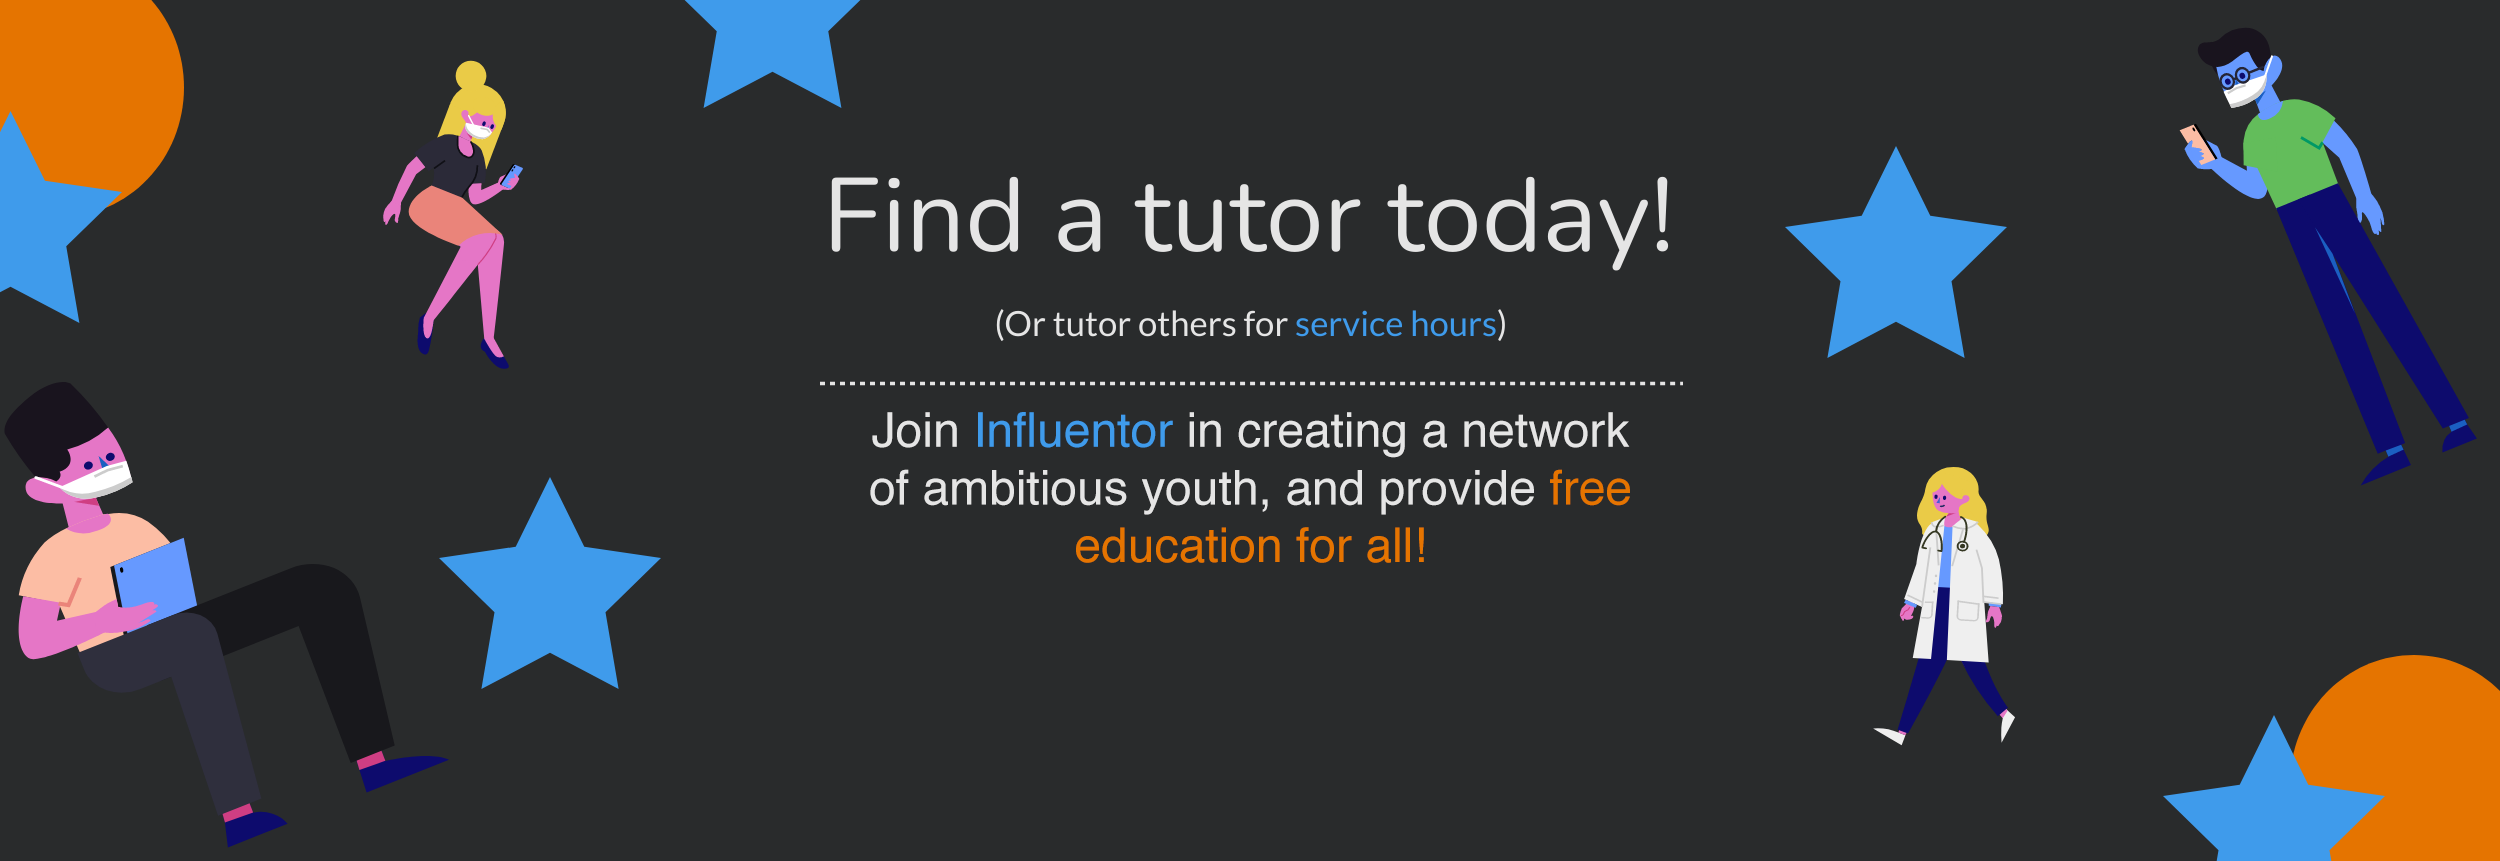 Find a tutor today!
(Or tutor others for service hours)
Join Influentor in creating a network
of ambitious youth, and provide free
education for all!